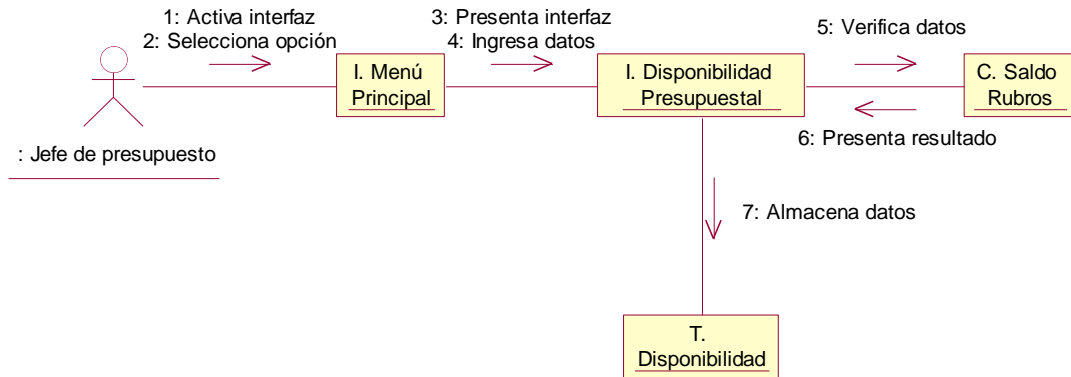 1: Activa interfaz
2: Selecciona opción
3: Presenta interfaz
4: Ingresa datos
5: Verifica datos
I. Menú
Principal
I. Disponibilidad
Presupuestal
C. Saldo
Rubros
6: Presenta resultado
: Jefe de presupuesto
7: Almacena datos
T.
Disponibilidad